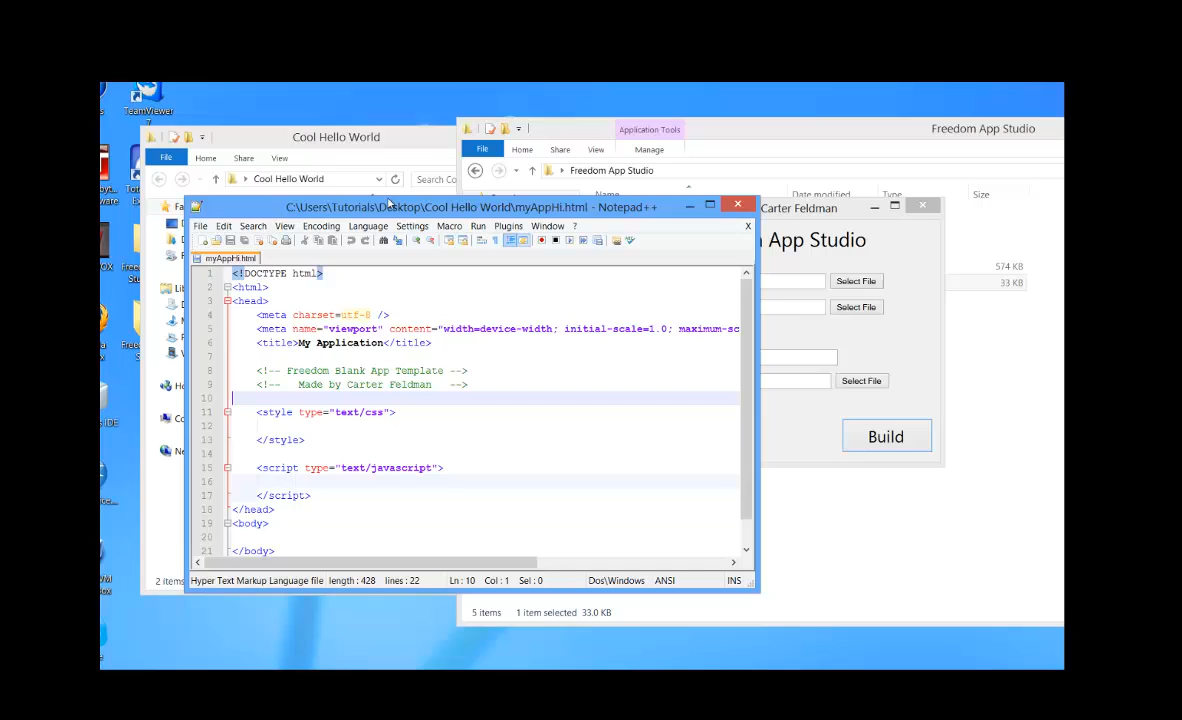 TeamViewer
7
Cool Hello World
File Home Share View
Cool Hello World
Search Co
Application Tools
Freedom App Studio
File Home Share View Manage
Freedom App Studio
Name Date modified Type Size
574 KB
33 KB
C:\Users\Tutorials\Desktop\Cool Hello World\myAppHi.html - Notepad++
File Edit Search View Encoding Language Settings Macro Run Plugins Window ? X
myAppHi.html
1 <!DOCTYPE html>
2 <html>
3 <head>
4 <meta charset=utf-8 />
5 <meta name="viewport" content="width=device-width; initial-scale=1.0; maximum-sc
6 <title>My Application</title>
7
8 <!-- Freedom Blank App Template -->
9 <!-- Made by Carter Feldman -->
10
11 <style type="text/css">
12
13 </style>
14
15 <script type="text/javascript">
16
17 </script>
18 </head>
19 <body>
20
21 </body>
Hyper Text Markup Language file length : 428 lines : 22 Ln : 10 Col : 1 Sel : 0 Dos\Windows ANSI INS
Carter Feldman
App Studio
Select File
Select File
Select File
Build
2 items
5 items 1 item selected 33.0 KB